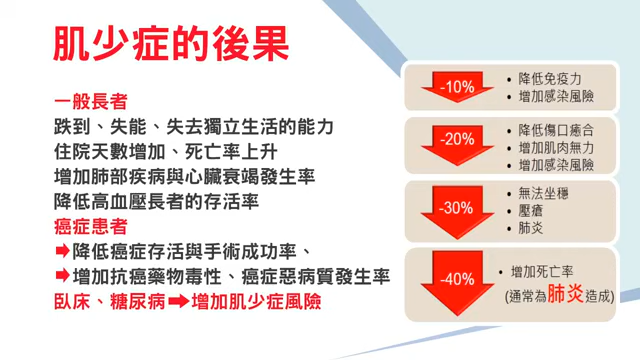 肌少症的後果
一般長者
跌到、失能、失去獨立生活的能力
住院天數增加、死亡率上升
增加肺部疾病與心臟衰竭發生率
降低高血壓長者的存活率
癌症患者
➡降低癌症存活與手術成功率、
➡增加抗癌藥物毒性、癌症惡病質發生率
臥床、糖尿病➡增加肌少症風險
-10%
• 降低免疫力
• 增加感染風險
-20%
• 降低傷口癒合
• 增加肌肉無力
• 增加感染風險
-30%
• 無法坐穩
• 壓瘡
• 肺炎
-40%
• 增加死亡率
(通常為肺炎造成)